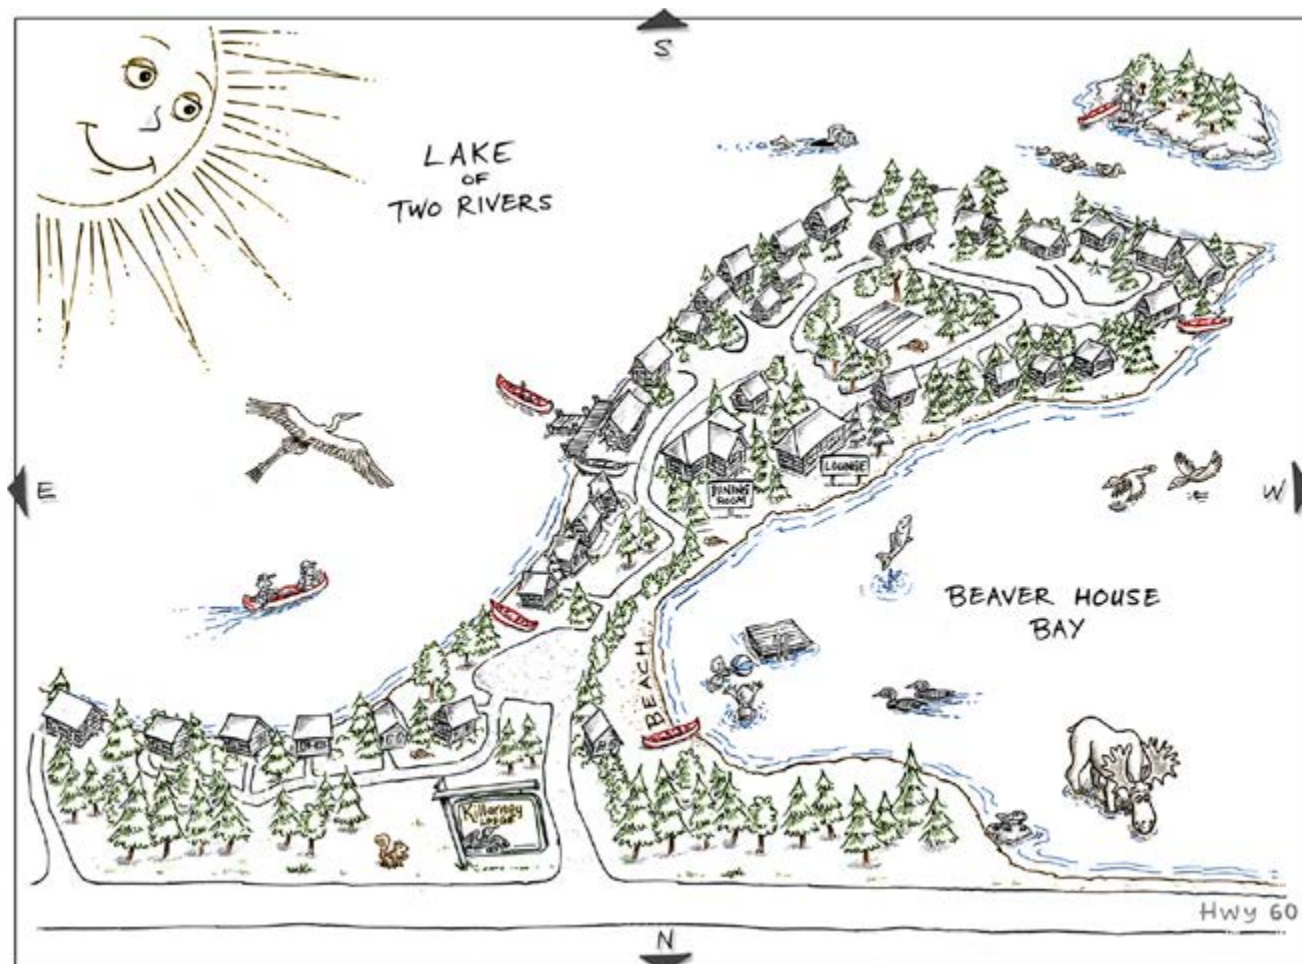 S
LAKE
OF
TWO RIVERS
E
W
LOUNGE
DINING
ROOM
BEAVER HOUSE
BAY
BEACH
Killarney
LODGE
Hwy 60
N